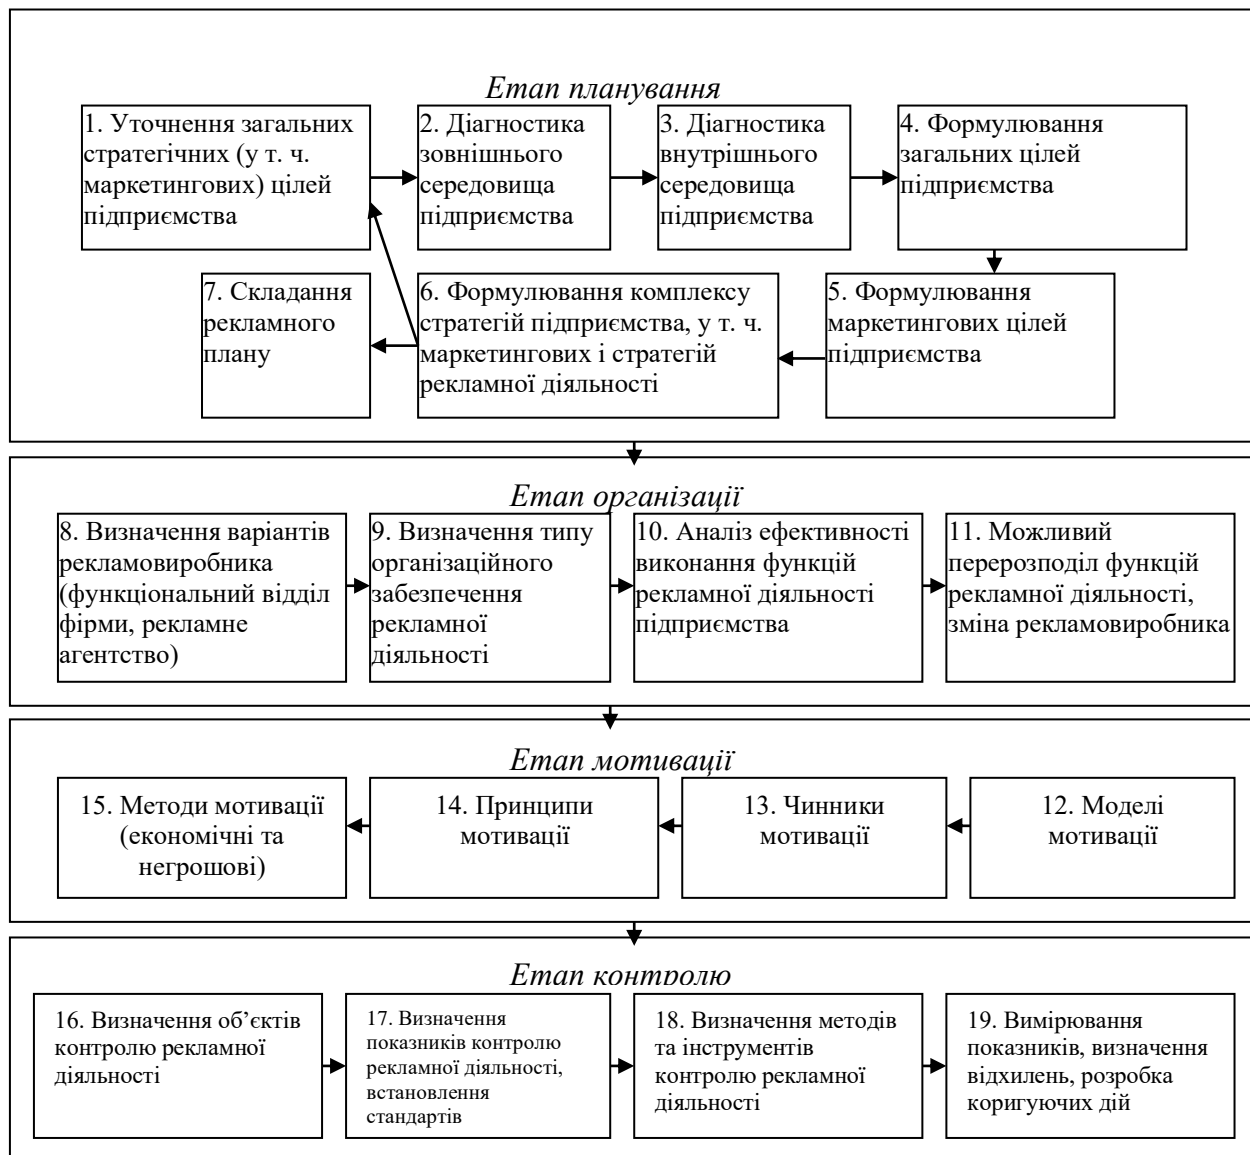 Етап планування
1. Уточнення загальних
стратегічних (у т. ч.
маркетингових) цілей
підприємства
2. Діагностика
зовнішнього
середовища
підприємства
3. Діагностика
внутрішнього
середовища
підприємства
4. Формулювання
загальних цілей
підприємства
7. Складання
рекламного
плану
6. Формулювання комплексу
стратегій підприємства, у т. ч.
маркетингових і стратегій
рекламної діяльності
5. Формулювання
маркетингових цілей
підприємства
Етап організації
8. Визначення варіантів
рекламовиробника
(функціональний відділ
фірми, рекламне
агентство)
9. Визначення типу
організаційного
забезпечення
рекламної
діяльності
10. Аналіз ефективності
виконання функцій
рекламної діяльності
підприємства
11. Можливий
перерозподіл функцій
рекламної діяльності,
зміна рекламовиробника
Етап мотивації
15. Методи мотивації
(економічні та
негрошові)
14. Принципи
мотивації
13. Чинники
мотивації
12. Моделі
мотивації
Етап контролю
16. Визначення об’єктів
контролю рекламної
діяльності
17. Визначення
показників контролю
рекламної діяльності,
встановлення
стандартів
18. Визначення методів
та інструментів
контролю рекламної
діяльності
19. Вимірювання
показників, визначення
відхилень, розробка
коригуючих дій